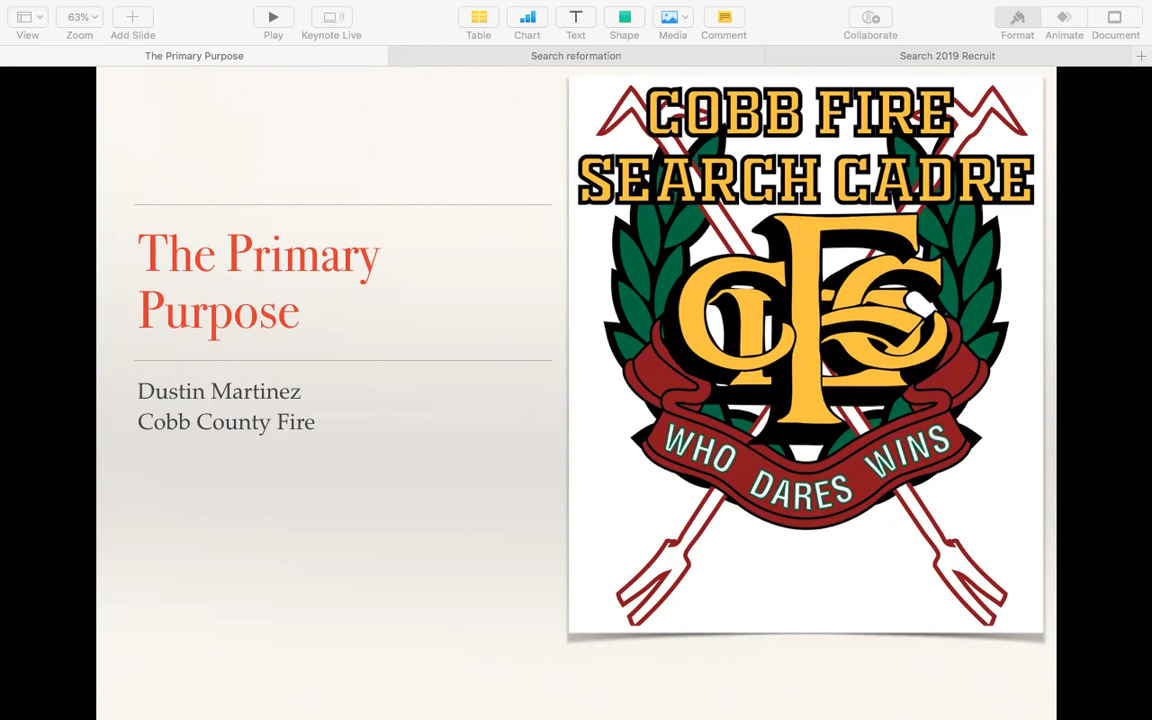 63%
View
Zoom
Add Slide
Play
Keynote Live
Table
Chart
Text
Shape
Media
Comment
Collaborate
Format
Animate
Document
The Primary Purpose
Search reformation
Search 2019 Recruit
The Primary
Purpose
Dustin Martinez
Cobb County Fire
COBB FIRE
SEARCH CADRE
WHO DARES WINS